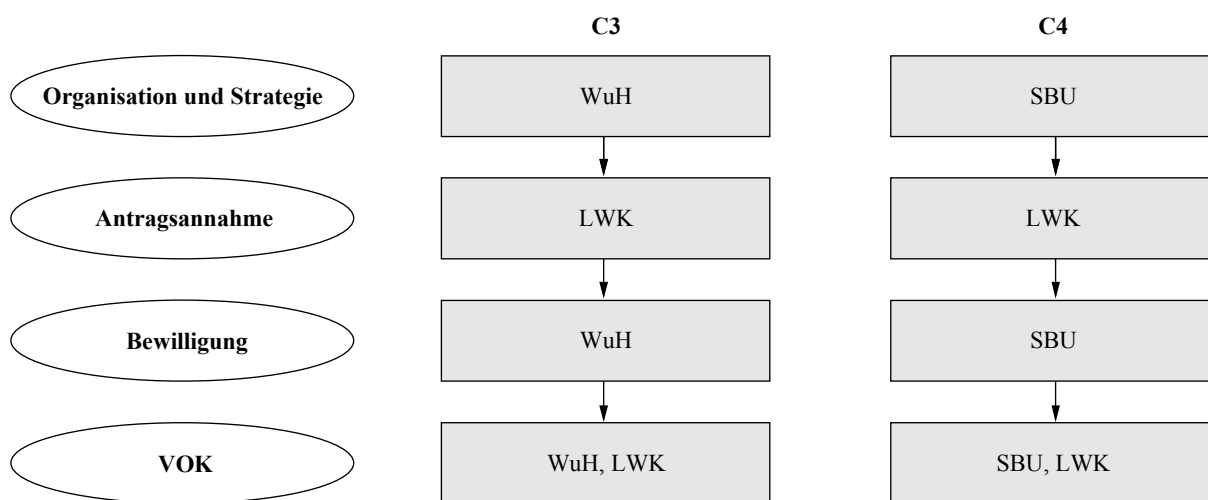 C3 C4
Organisation und Strategie WuH SBU
Antragsannahme LWK LWK
Bewilligung WuH SBU
VOK WuH, LWK SBU, LWK